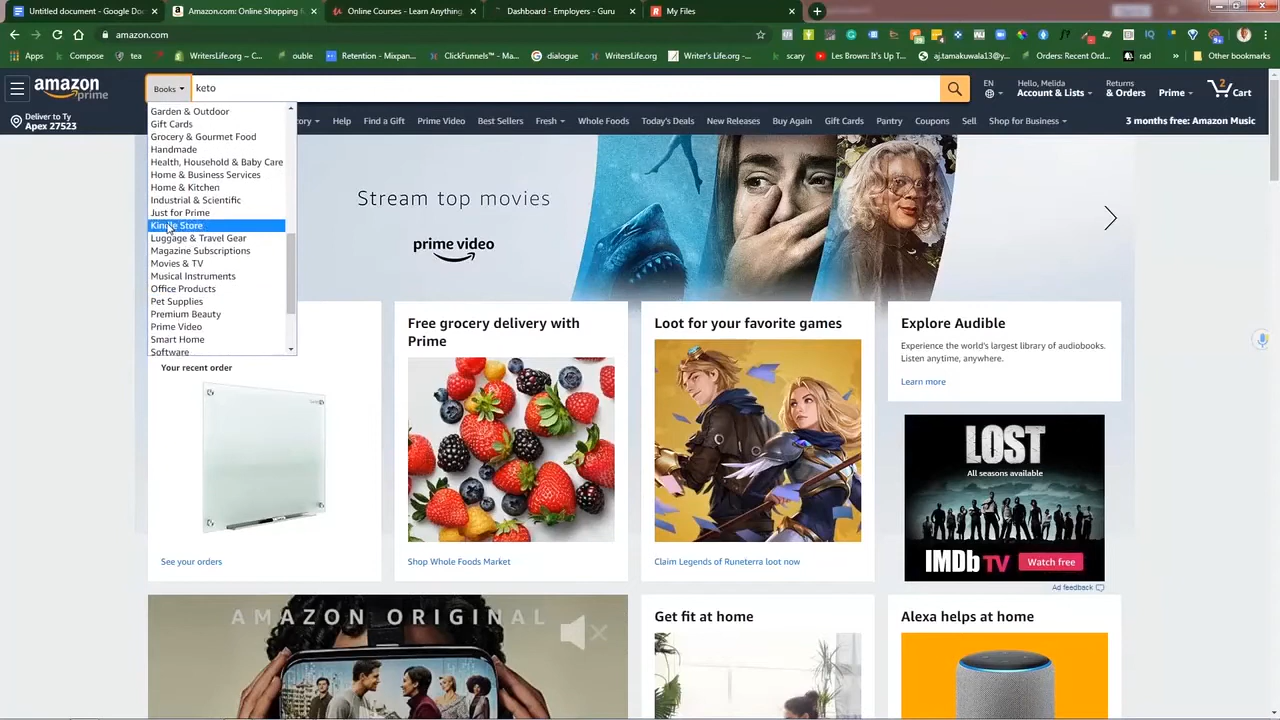 Untitled document - Google Doc
Amazon.com: Online Shopping f
Online Courses - Learn Anything,
Dashboard - Employers - Guru
My Files
amazon.com
Apps
Compose
tea
WritersLife.org
ouble
Retention - Mixpan...
ClickFunnels™ - Ma...
dialogue
WritersLife.org
Writer's Life.org -...
scary
Les Brown: It's Up T...
aj.tamakuwala13@y...
Orders: Recent Ord...
rad
Other bookmarks
amazon
prime
Books
keto
EN
Hello, Melida
Account & Lists
Returns
& Orders
Prime
2
Cart
Deliver to Ty
Apex 27523
Help
Find a Gift
Prime Video
Best Sellers
Fresh
Whole Foods
Today's Deals
New Releases
Buy Again
Gift Cards
Pantry
Coupons
Sell
Shop for Business
3 months free: Amazon Music
Garden & Outdoor
Gift Cards
Grocery & Gourmet Food
Handmade
Health, Household & Baby Care
Home & Business Services
Home & Kitchen
Industrial & Scientific
Just for Prime
Kindle Store
Luggage & Travel Gear
Magazine Subscriptions
Movies & TV
Musical Instruments
Office Products
Pet Supplies
Premium Beauty
Prime Video
Smart Home
Software
Stream top movies
prime video
Your recent order
See your orders
Free grocery delivery with
Prime
Shop Whole Foods Market
Loot for your favorite games
Claim Legends of Runeterra loot now
Explore Audible
Experience the world's largest library of audiobooks.
Listen anytime, anywhere.
Learn more
LOST
All seasons available
IMDb TV
Watch free
Ad feedback
AMAZON ORIGINAL
Get fit at home
Alexa helps at home